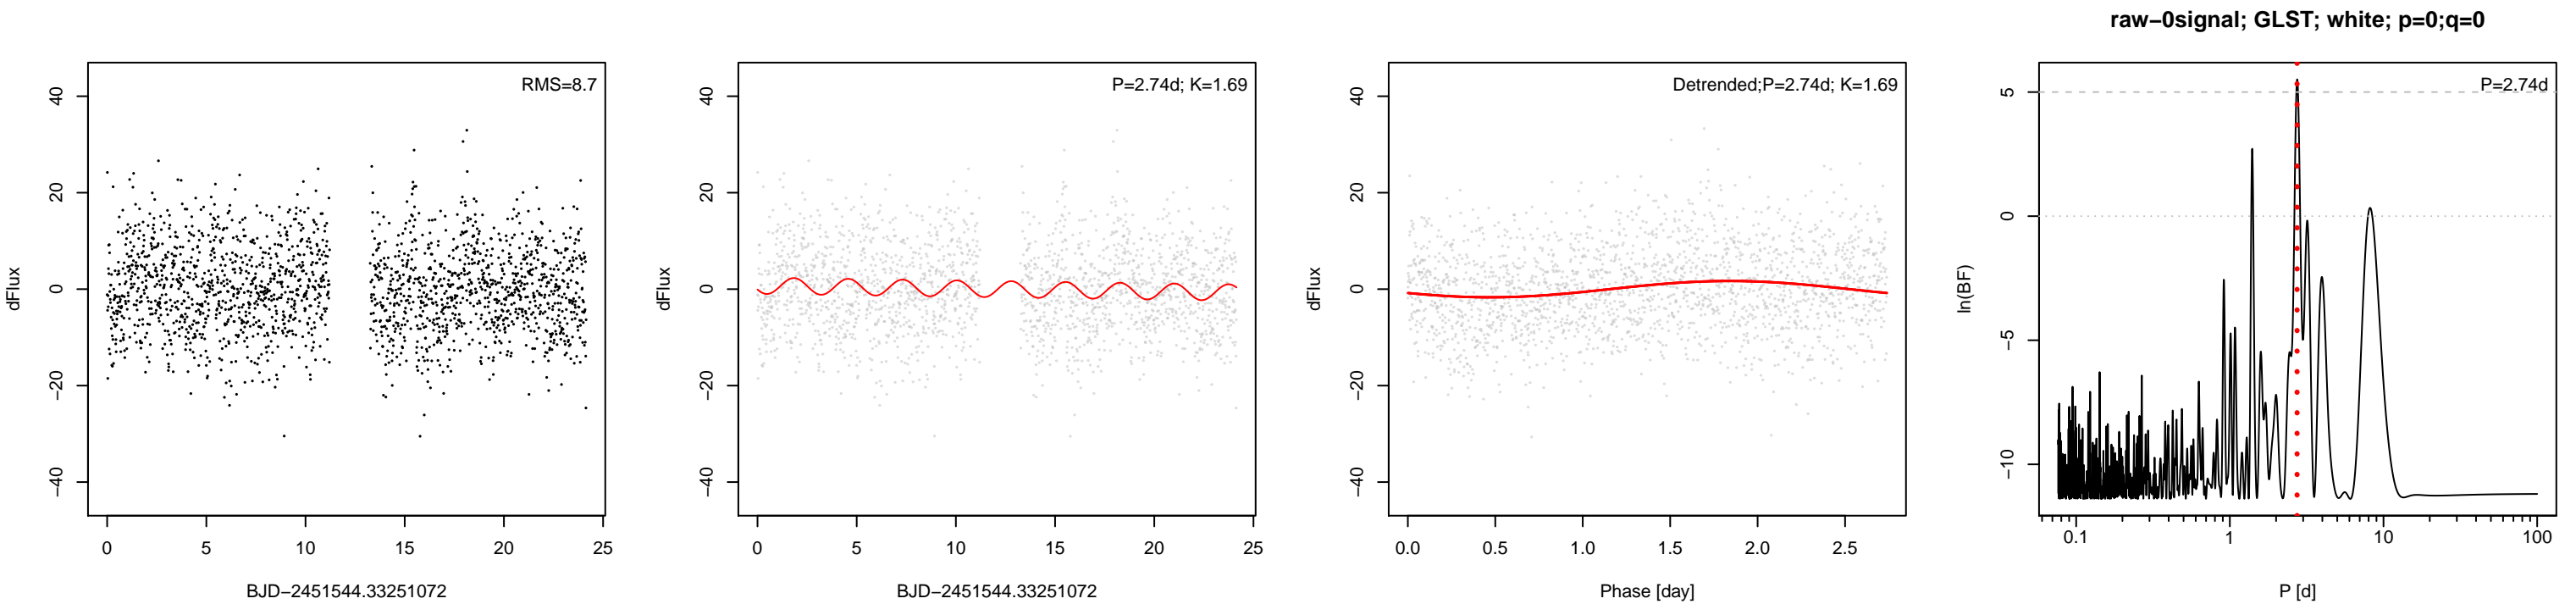 raw−0signal; GLST; white; p=0;q=0
RMS=8.7
dFlux
40
20
0
−20
−40
0 5 10 15 20 25
BJD−2451544.33251072
P=2.74d; K=1.69
dFlux
40
20
0
−20
−40
0 5 10 15 20 25
BJD−2451544.33251072
Detrended;P=2.74d; K=1.69
dFlux
40
20
0
−20
−40
0.0 0.5 1.0 1.5 2.0 2.5
Phase [day]
P=2.74d
ln(BF)
5
0
−5
−10
0.1 1 10 100
P [d]